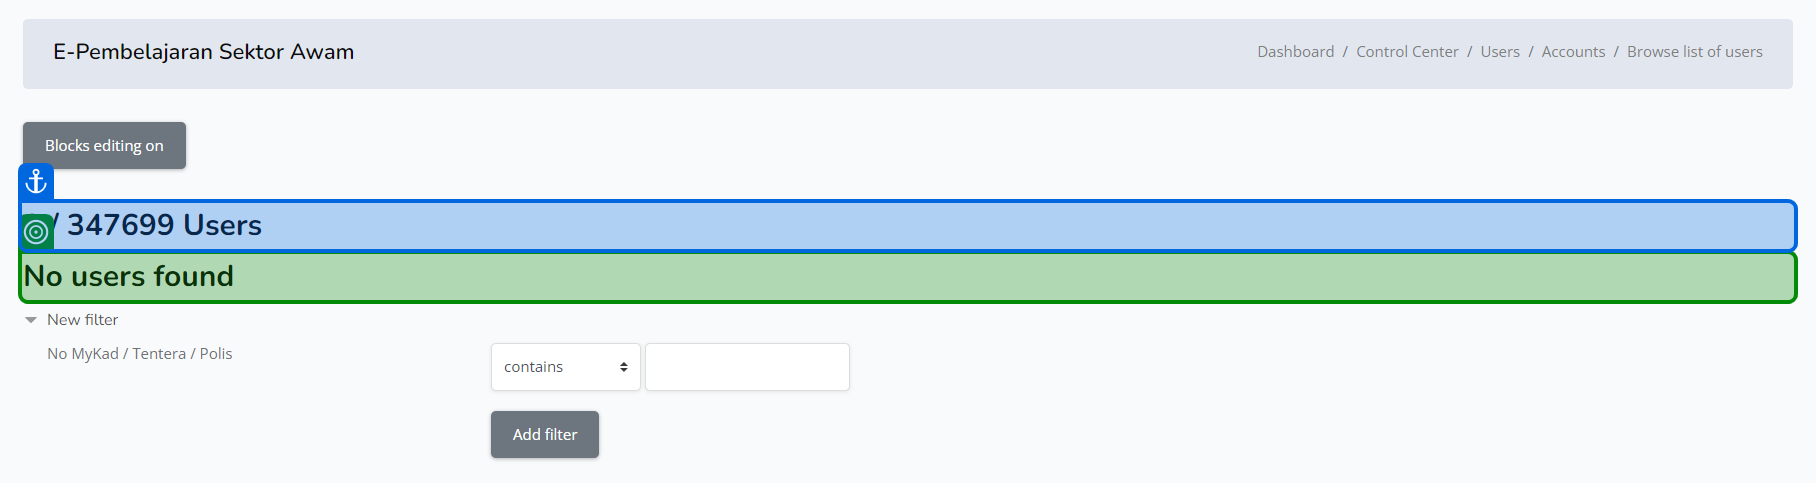 E-Pembelajaran Sektor Awam
Dashboard / Control Center / Users / Accounts / Browse list of users
Blocks editing on
/ 347699 Users
No users found
New filter
No MyKad / Tentera / Polis
contains
Add filter